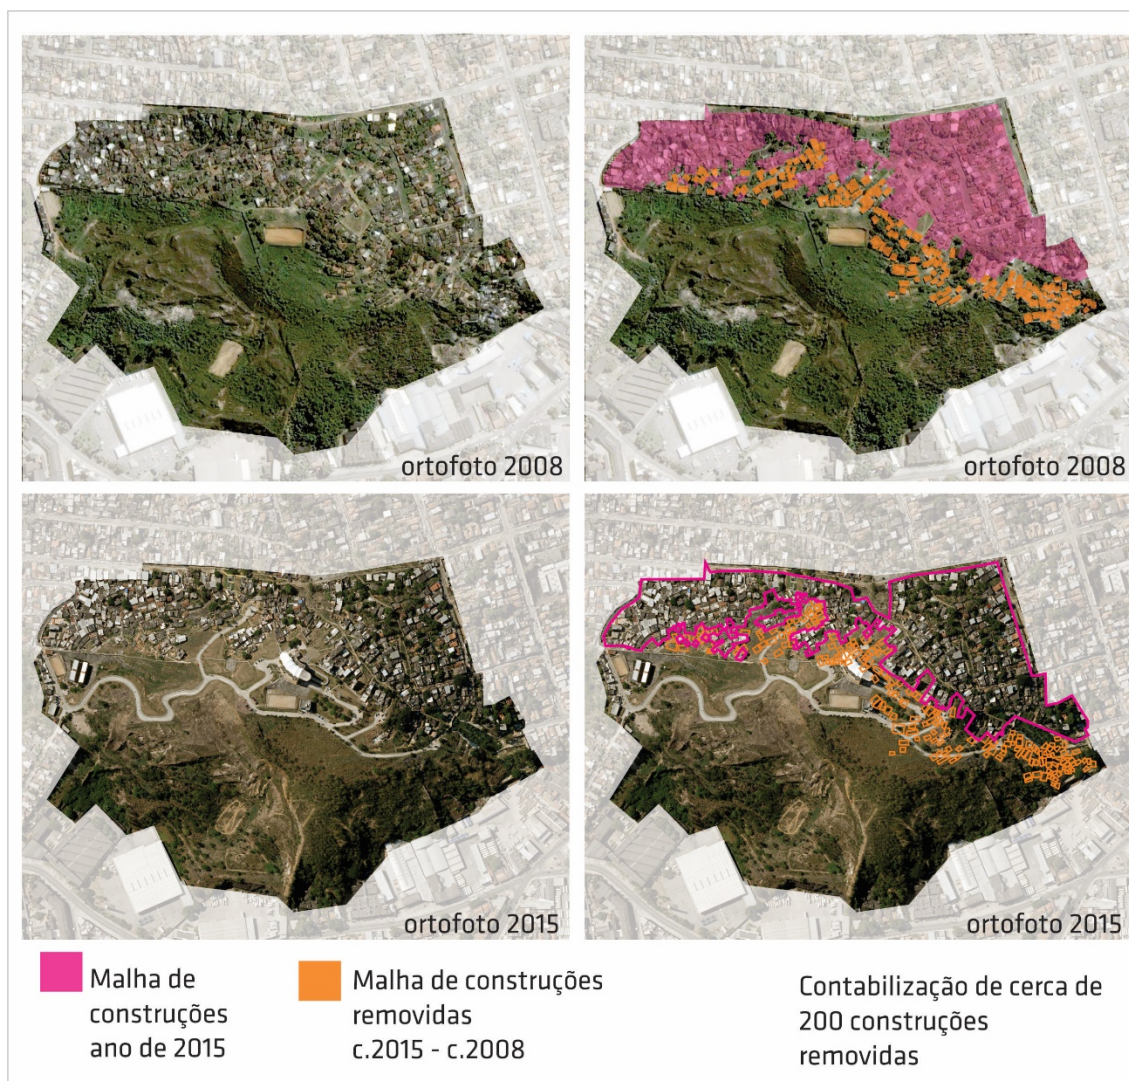 ortofoto 2008
ortofoto 2008
ortofoto 2015
ortofoto 2015
Malha de
construções
ano de 2015
Malha de construções
removidas
c.2015 - c.2008
Contabilização de cerca de
200 construções
removidas